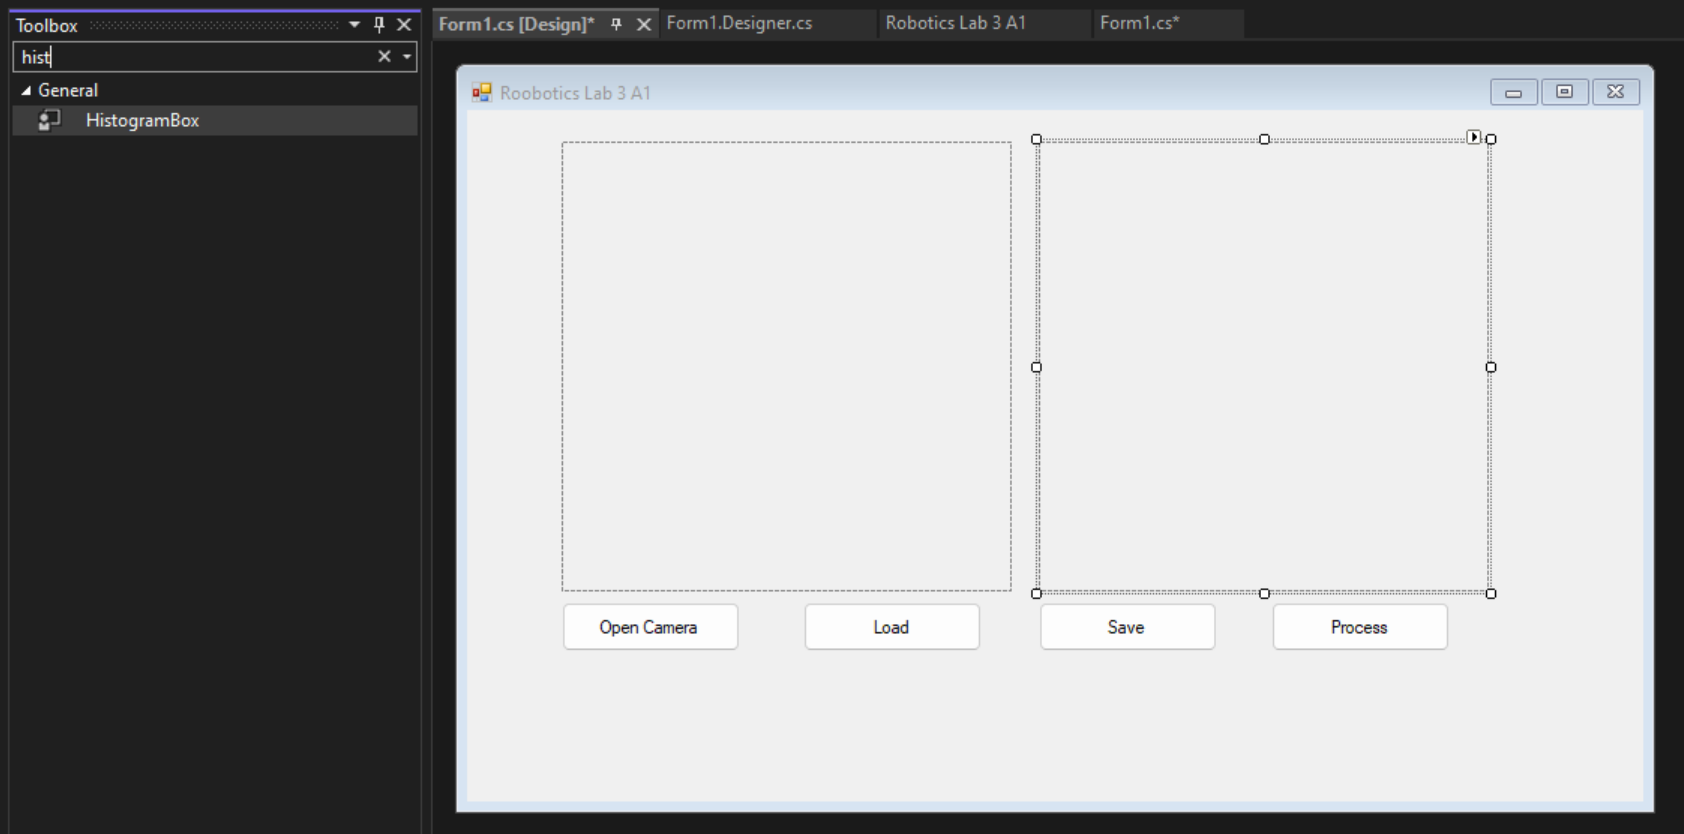 Toolbox
hist
General
HistogramBox
Form1.cs [Design]*
Form1.Designer.cs
Robotics Lab 3 A1
Form1.cs*
Roobotics Lab 3 A1
Open Camera
Load
Save
Process